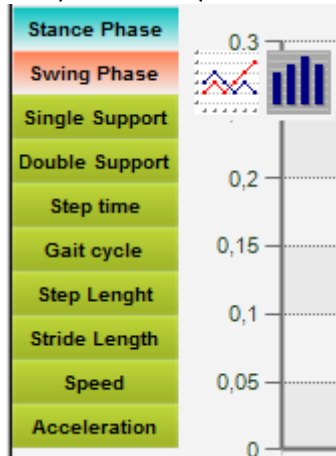 Stance Phase
Swing Phase
Single Support
Double Support
Step time
Gait cycle
Step Lenght
Stride Length
Speed
Acceleration
0.3
0,2
0,15
0,1
0,05
0